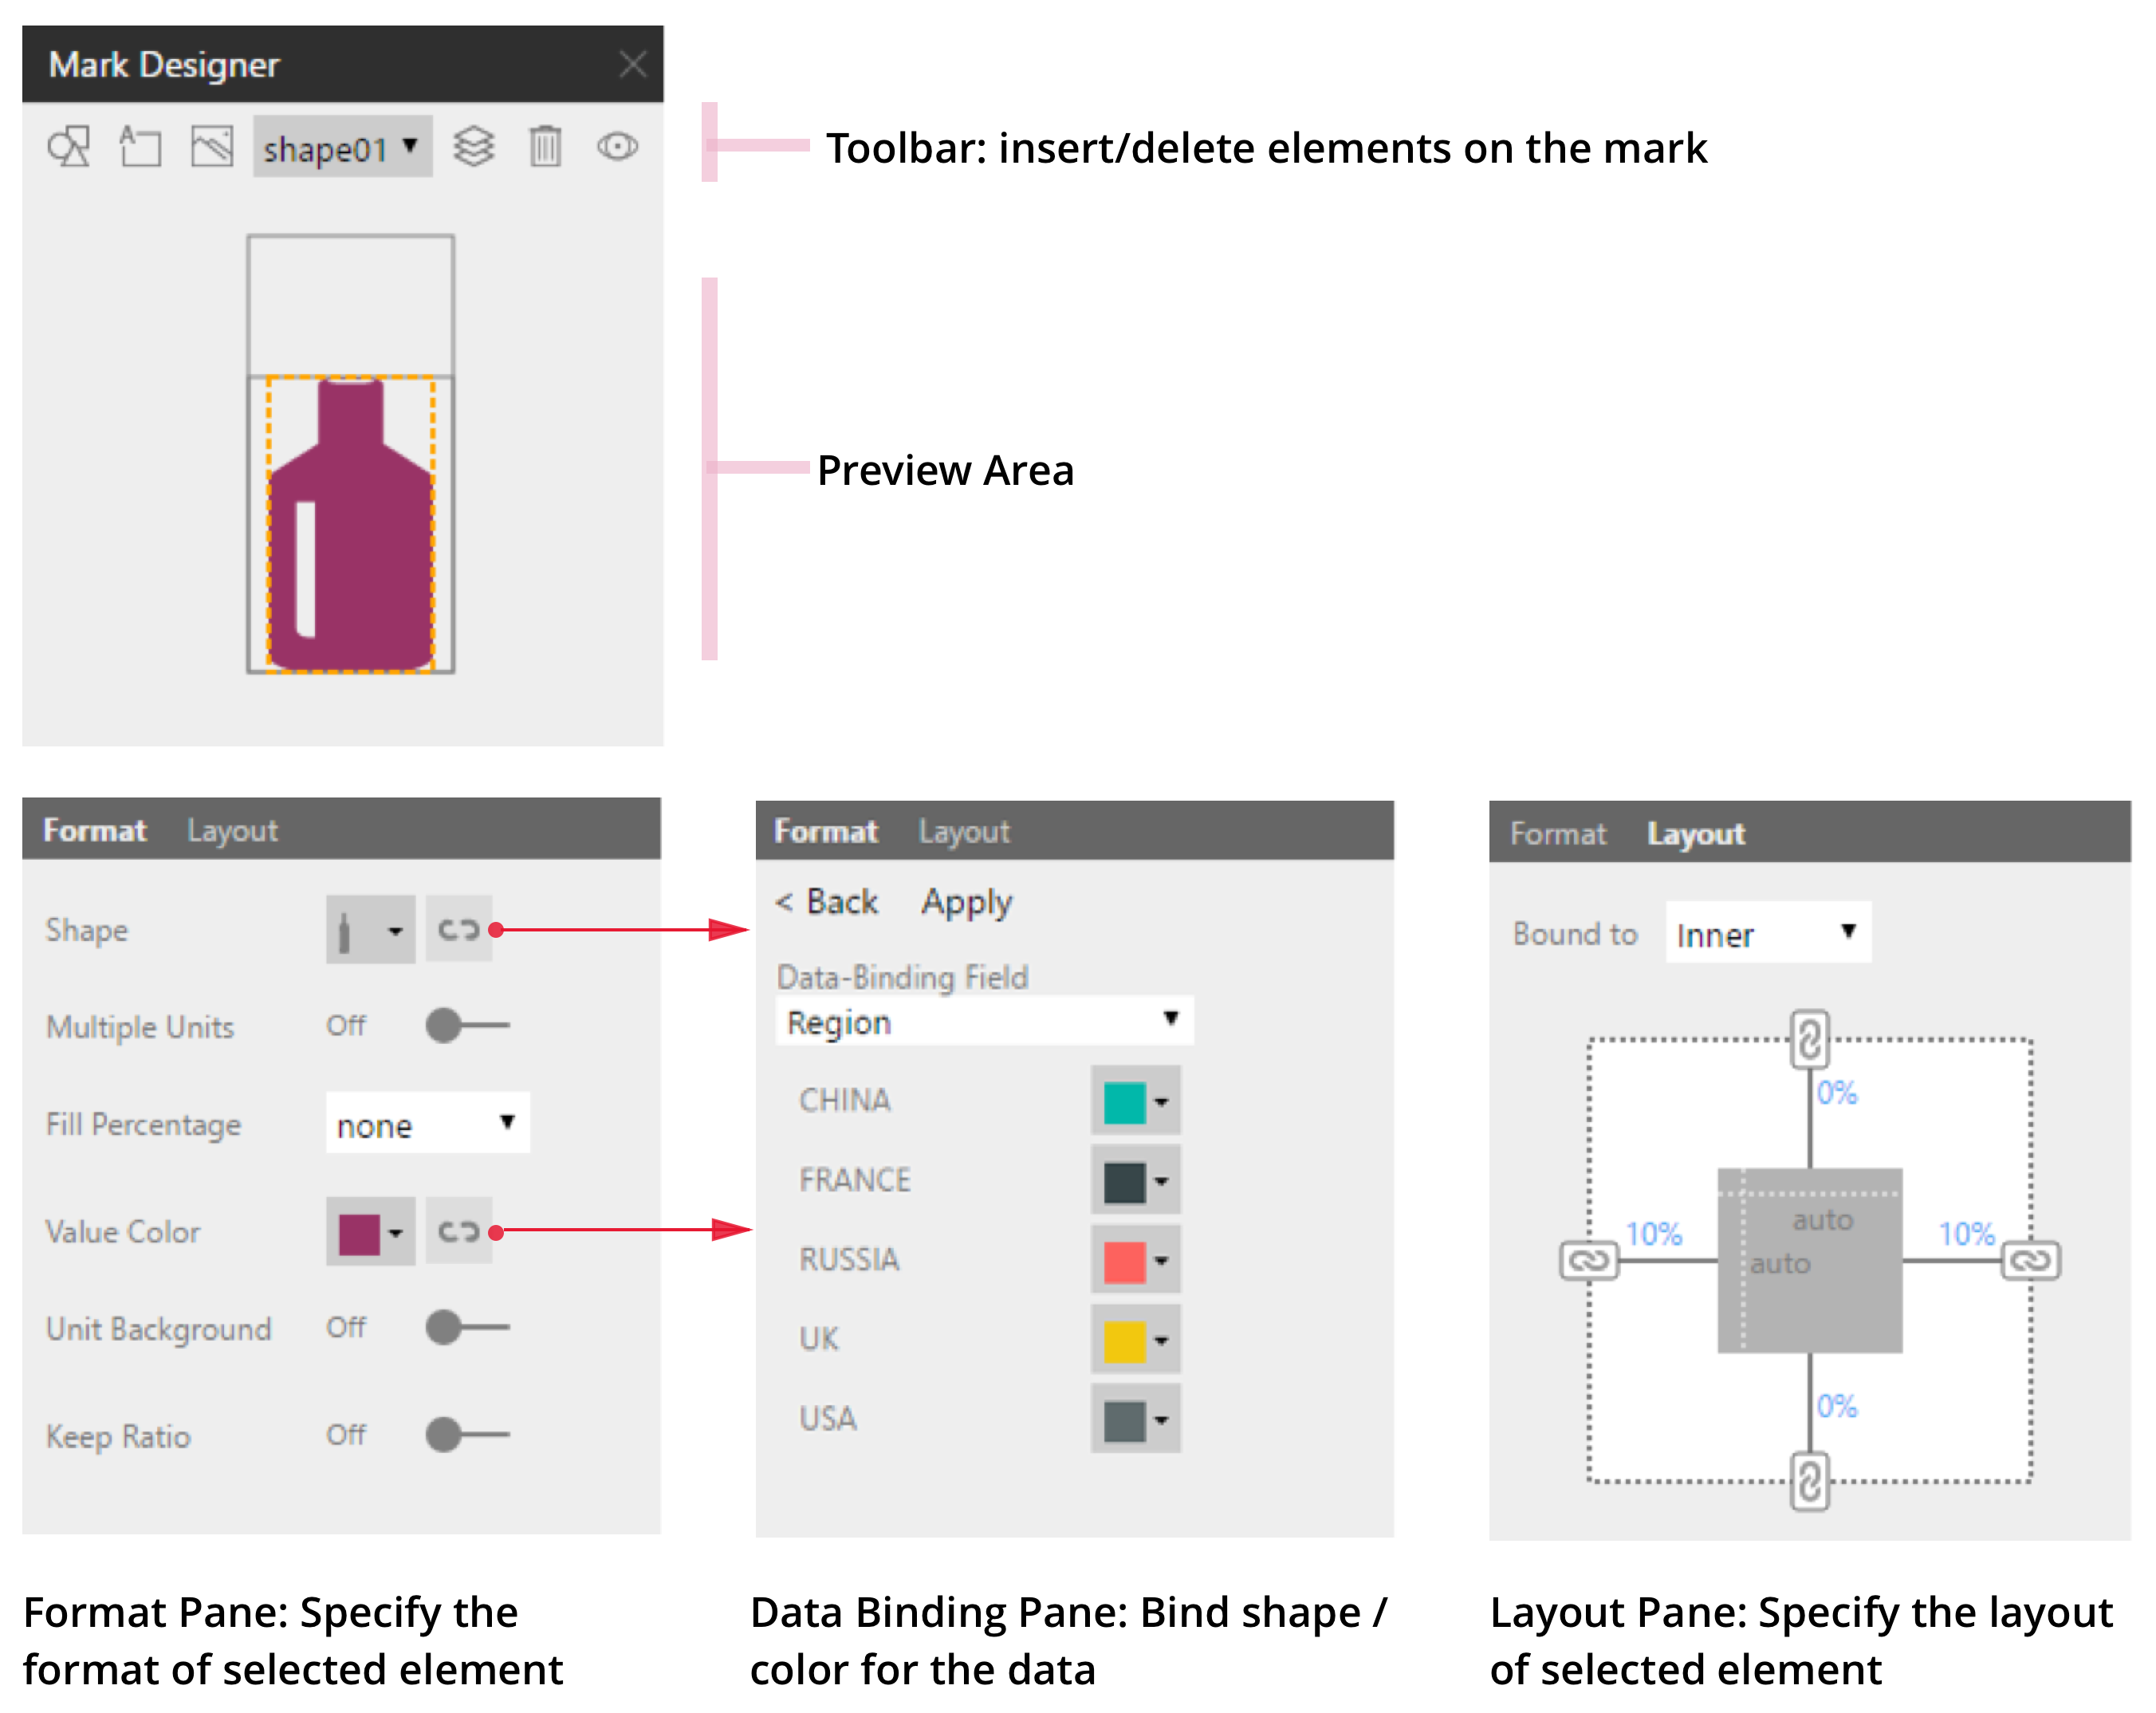 Mark Designer
shape01
Toolbar: insert/delete elements on the mark
Preview Area
Format Layout
Shape
Multiple Units Off
Fill Percentage none
Value Color
Unit Background Off
Keep Ratio Off
Format Layout
< Back Apply
Data-Binding Field
Region
CHINA
FRANCE
RUSSIA
UK
USA
Format Layout
Bound to Inner
0%
auto
10% 10%
auto
0%
Format Pane: Specify the
format of selected element
Data Binding Pane: Bind shape /
color for the data
Layout Pane: Specify the layout
of selected element